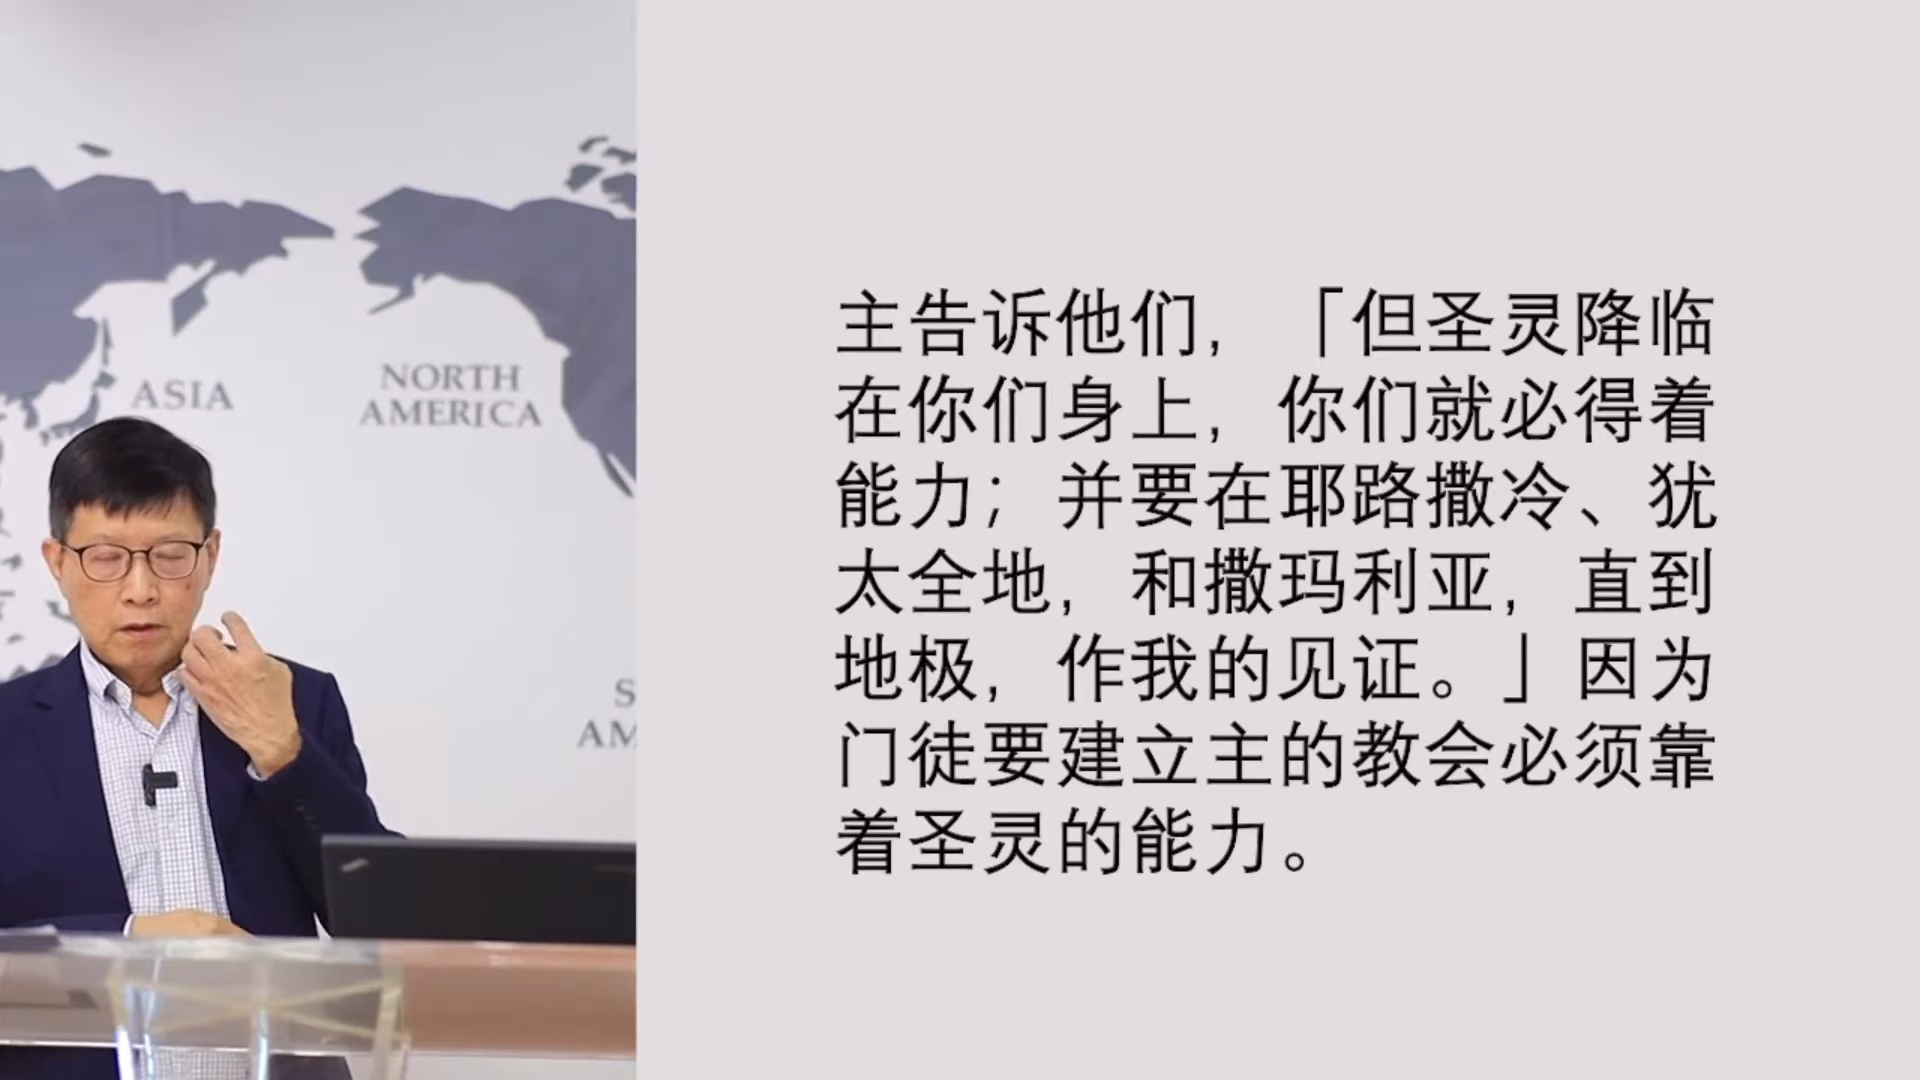 ASIA
NORTH
AMERICA
主告诉他们，「但圣灵降临
在你们身上，你们就必得着
能力；并要在耶路撒冷、犹
太全地，和撒玛利亚，直到
地极，作我的见证。」因为
门徒要建立主的教会必须靠
着圣灵的能力。